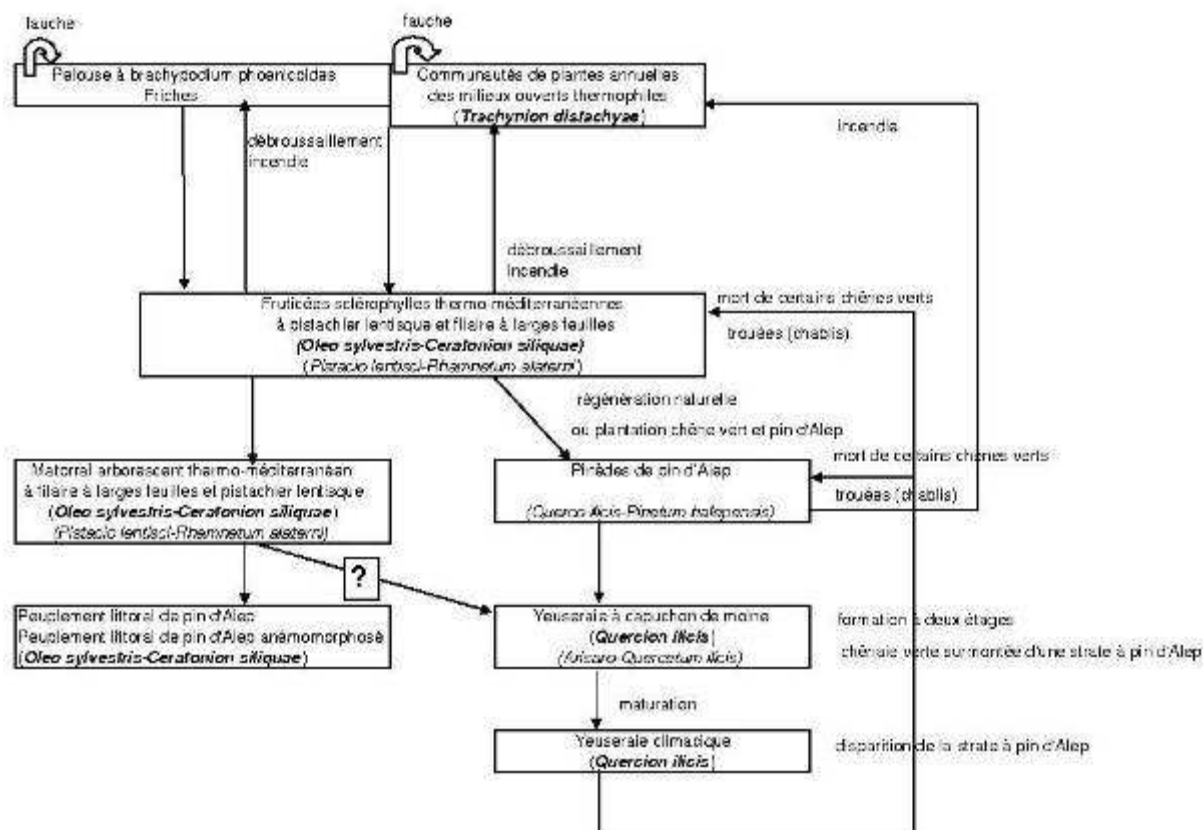 fauche
fauche
Pelouse à brachypodium phoenicoides
Friches
Communautés de plantes annuelles
des milieux ouverts thermophiles
(Trachynion distachyae)
incendie
débroussaillement
incendie
débroussaillement
incendie
Fruticées sclérophylles thermo-méditerranéennes
à pistachier lentisque et filaire à larges feuilles
(Oleo sylvestris-Ceratonion siliquae)
(Pistacio lentisci-Rhamnetum alaterni)
mort de certains chênes verts
trouées (chablis)
régénération naturelle
ou plantation chêne vert et pin d'Alep
Matorral arborescent thermo-méditerranéen
à filaire à larges feuilles et pistachier lentisque
(Oleo sylvestris-Ceratonion siliquae)
(Pistacio lentisci-Rhamnetum alaterni)
Pinèdes de pin d'Alep
(Querco ilicis-Pinetum halepensis)
mort de certains chênes verts
trouées (chablis)
?
Peuplement littoral de pin d'Alep
Peuplement littoral de pin d'Alep anémomorphosé
(Oleo sylvestris-Ceratonion siliquae)
Yeuseraie à capuchon de moine
(Quercion ilicis)
(Arisaro-Quercetum ilicis)
formation à deux étages
chênaie verte surmontée d'une strate à pin d'Alep
maturation
Yeuseraie climatique
(Quercion ilicis)
disparition de la strate à pin d'Alep